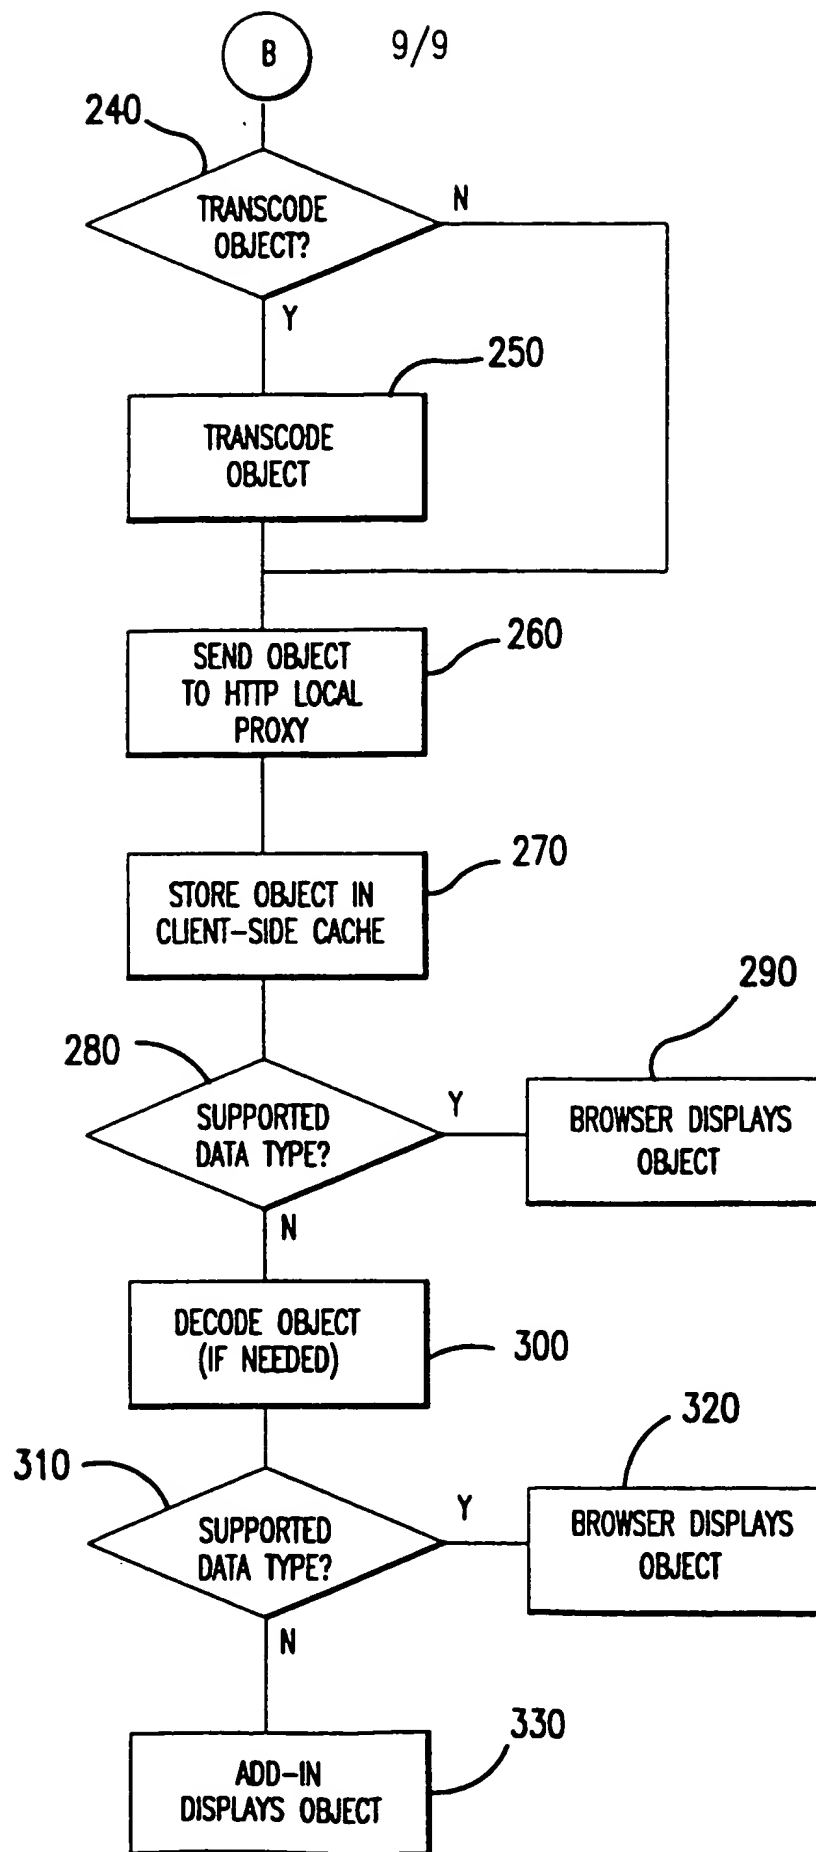 B
9/9
240
TRANSCODE
OBJECT?
N
Y
250
TRANSCODE
OBJECT
260
SEND OBJECT
TO HTTP LOCAL
PROXY
270
STORE OBJECT IN
CLIENT-SIDE CACHE
290
280
SUPPORTED
DATA TYPE?
Y
BROWSER DISPLAYS
OBJECT
N
DECODE OBJECT
(IF NEEDED)
300
320
310
SUPPORTED
DATA TYPE?
Y
BROWSER DISPLAYS
OBJECT
N
330
ADD-IN
DISPLAYS OBJECT